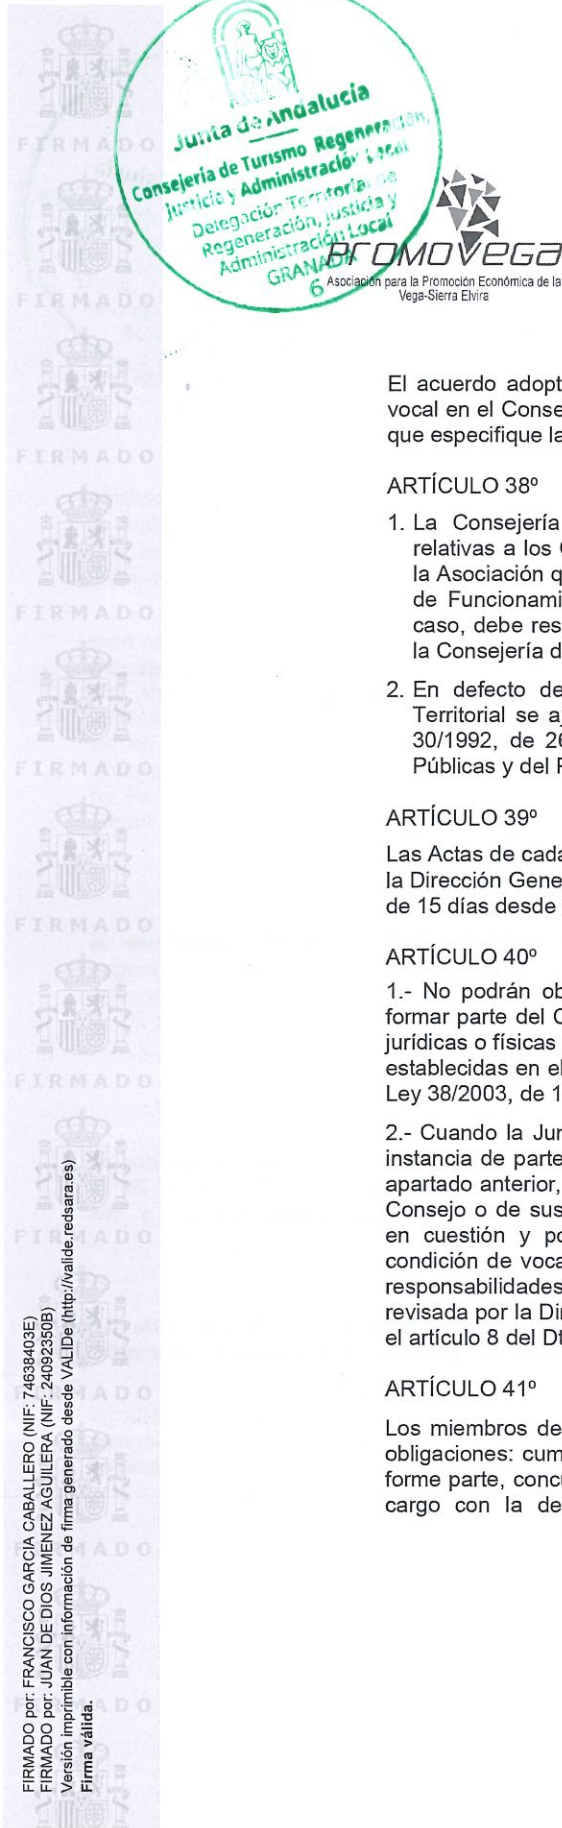 Junta de Andalucía
Consejería de Turismo Regeneración,
Justicia y Administración Local
Delegación Territorial de
Regeneración, Justicia y
Administración Local
GRANADA
6
PROMOVEGA
Asociación para la Promoción Económica de la
Vega-Sierra Elvira
El acuerdo adopt
vocal en el Conse
que especifique la
ARTÍCULO 38º
1. La Consejería
relativas a los
la Asociación q
de Funcionami
caso, debe res
la Consejería d
2. En defecto de
Territorial se aj
30/1992, de 26
Públicas y del P
ARTÍCULO 39º
Las Actas de cada
la Dirección Gene
de 15 días desde
ARTÍCULO 40º
1.- No podrán ob
formar parte del C
jurídicas o físicas
establecidas en el
Ley 38/2003, de 1
2.- Cuando la Jun
instancia de parte
apartado anterior,
Consejo o de sus
en cuestión y po
condición de voca
responsabilidades
revisada por la Dir
el artículo 8 del Dt
ARTÍCULO 41º
Los miembros de
obligaciones: cum
forme parte, concu
cargo con la de
FIRMADO por: FRANCISCO GARCIA CABALLERO (NIF: 74638403E)
FIRMADO por: JUAN DE DIOS JIMENEZ AGUILERA (NIF: 24092350B)
Versión imprimible con información de firma generado desde VALIDe (http://valide.redsara.es)
Firma válida.
FIRMADO
FIRMADO
FIRMADO
FIRMADO
FIRMADO
FIRMADO
FIRMADO
FIRMADO